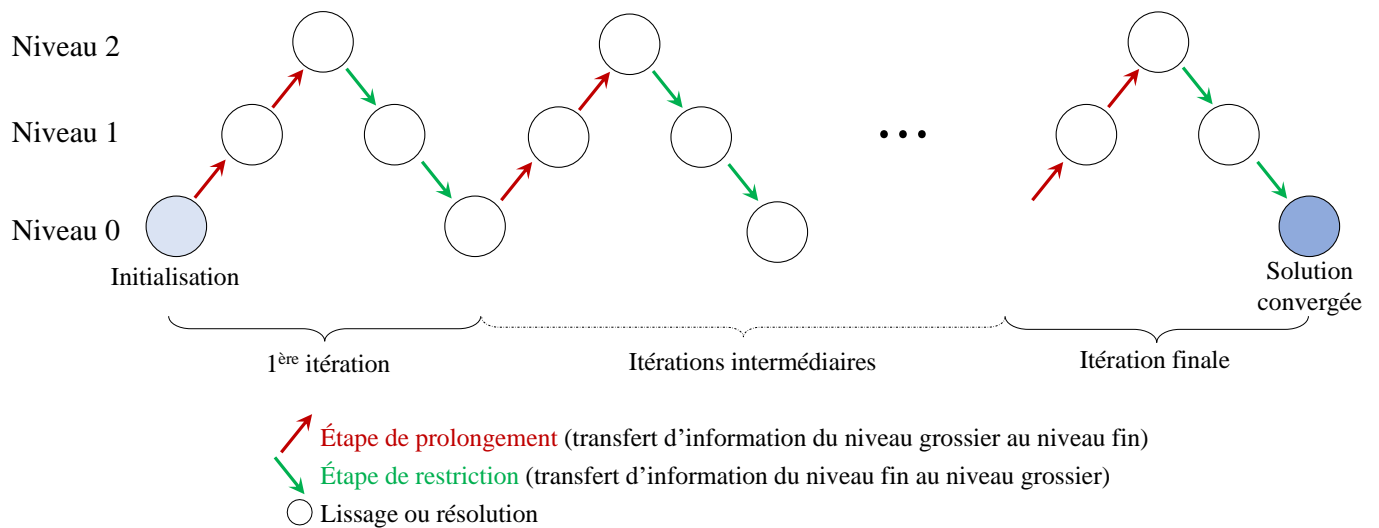 Niveau 2
Niveau 1
...
Niveau 0
Initialisation
Solution
convergée
1ère itération
Itérations intermédiaires
Itération finale
Étape de prolongement (transfert d’information du niveau grossier au niveau fin)
Étape de restriction (transfert d’information du niveau fin au niveau grossier)
Lissage ou résolution